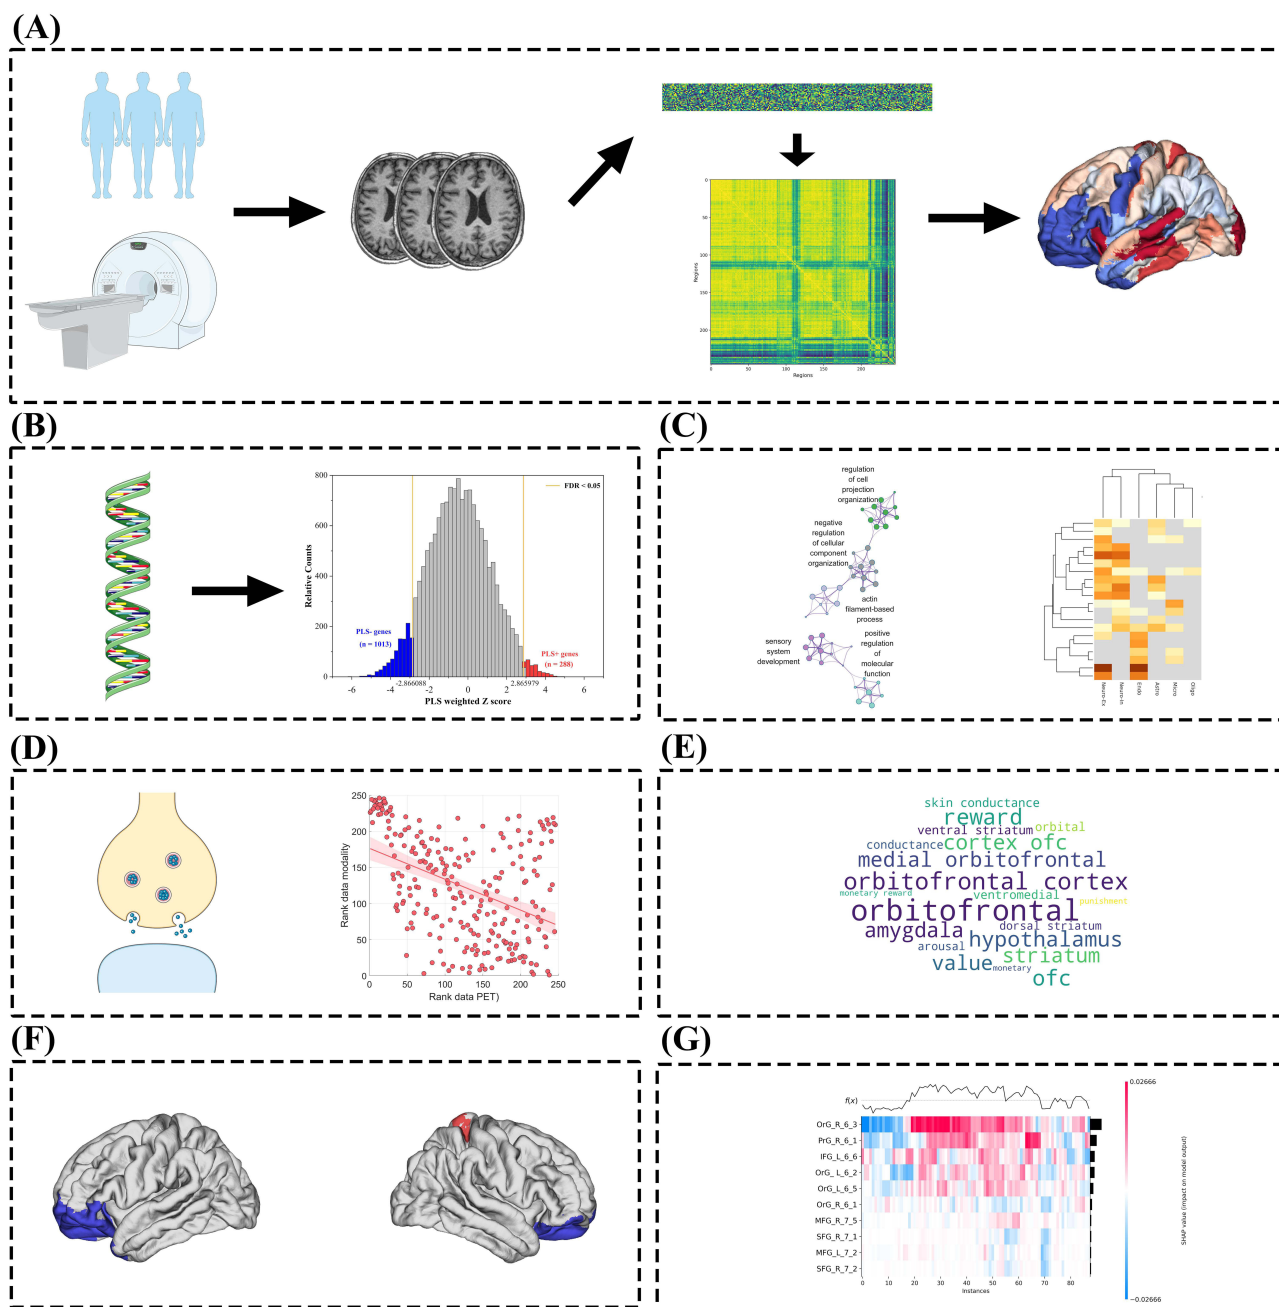 (A)
0
50
100
150
200
Regions
0
50
100
150
200
Regions
(B)
800
600
400
200
0
Relative Counts
FDR < 0.05
PLS- genes
(n = 1013)
PLS+ genes
(n = 288)
-6
-4
-2
0
2
4
6
-2.866088
2.865979
PLS weighted Z score
(C)
regulation
of cell
projection
organization
negative
regulation
of cellular
component
organization
actin
filament-based
process
sensory
system
development
positive
regulation
of
molecular
function
Neuro-Ex
Neuro-In
Endo
Astro
Micro
Oligo
(D)
250
200
150
100
50
0
Rank data modality
0
50
100
150
200
250
Rank data PET)
(E)
skin conductance
reward
ventral striatum
orbital
conductance
cortex ofc
medial orbitofrontal
orbitofrontal cortex
monetary reward
ventromedial
punishment
orbitofrontal
amygdala
dorsal striatum
arousal
hypothalamus
striatum
value
monetary
ofc
(F)
(G)
f(x)
OrG_R_6_3
PrG_R_6_1
IFG_L_6_6
OrG_L_6_2
OrG_L_6_5
OrG_R_6_1
MFG_R_7_5
SFG_R_7_1
MFG_L_7_2
SFG_R_7_2
0
10
20
30
40
50
60
70
80
Instances
0.02666
−0.02666
SHAP value (impact on model output)